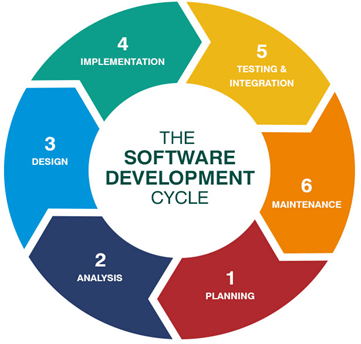 THE
SOFTWARE
DEVELOPMENT
CYCLE
1
PLANNING
2
ANALYSIS
3
DESIGN
4
IMPLEMENTATION
5
TESTING &
INTEGRATION
6
MAINTENANCE